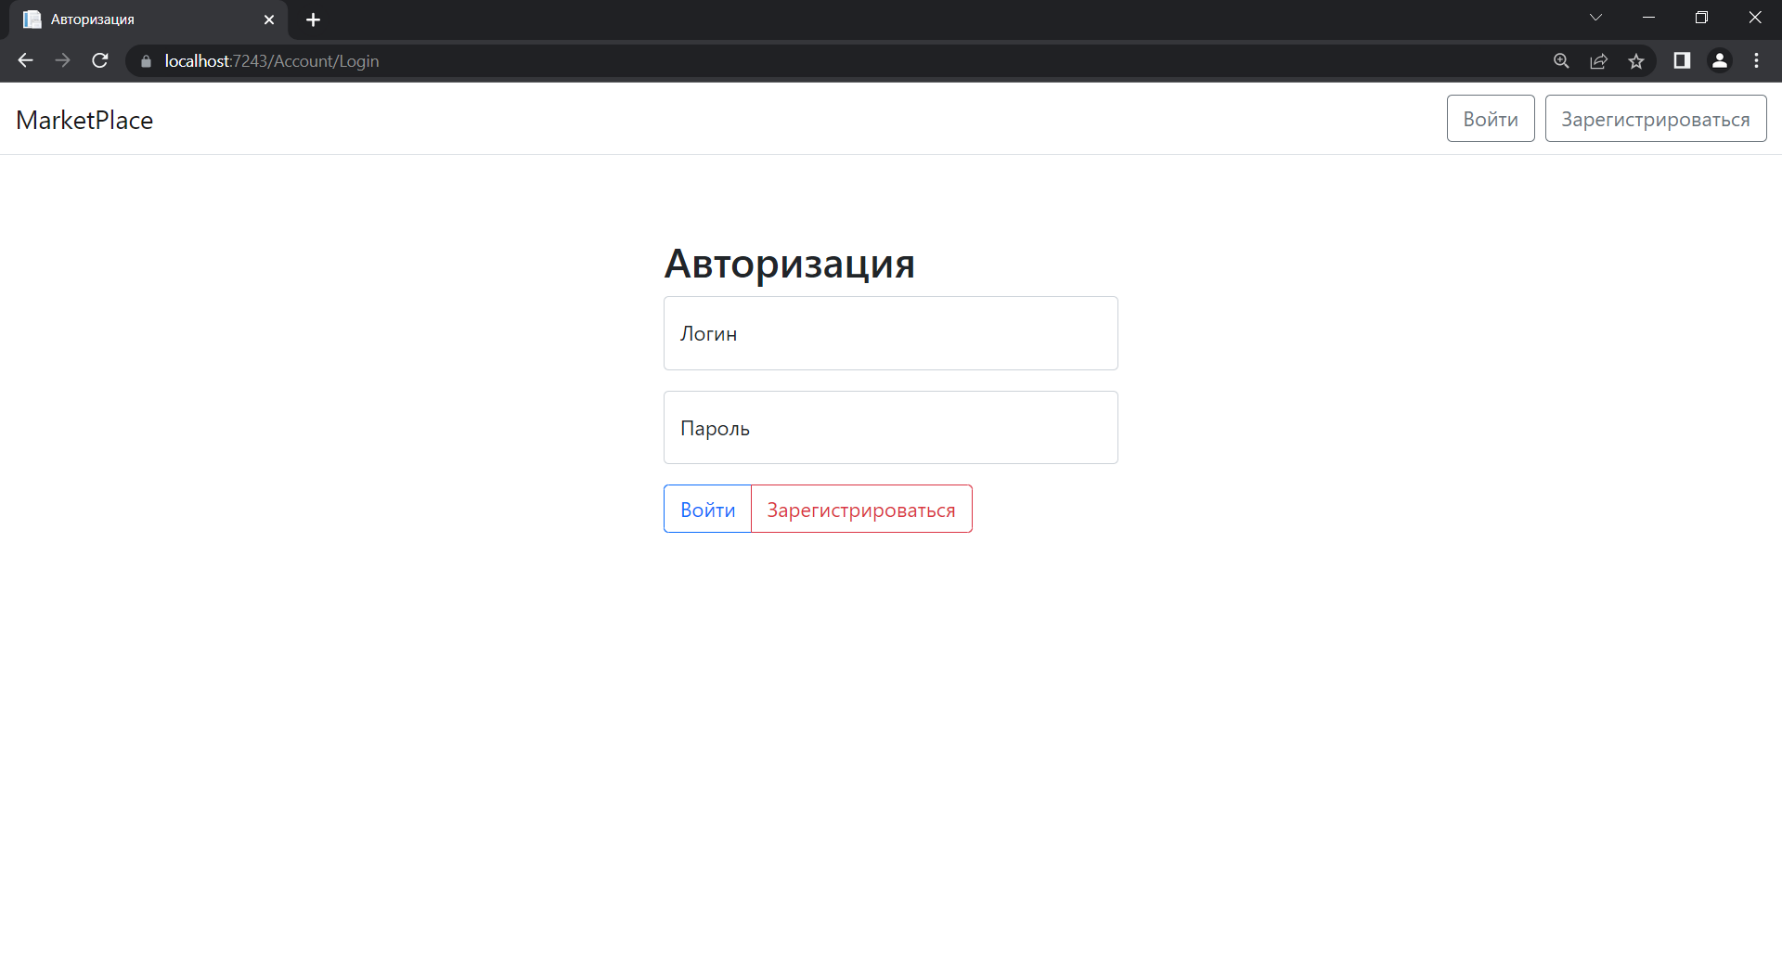 Авторизация
localhost:7243/Account/Login
MarketPlace
Войти Зарегистрироваться
Авторизация
Логин
Пароль
Войти Зарегистрироваться